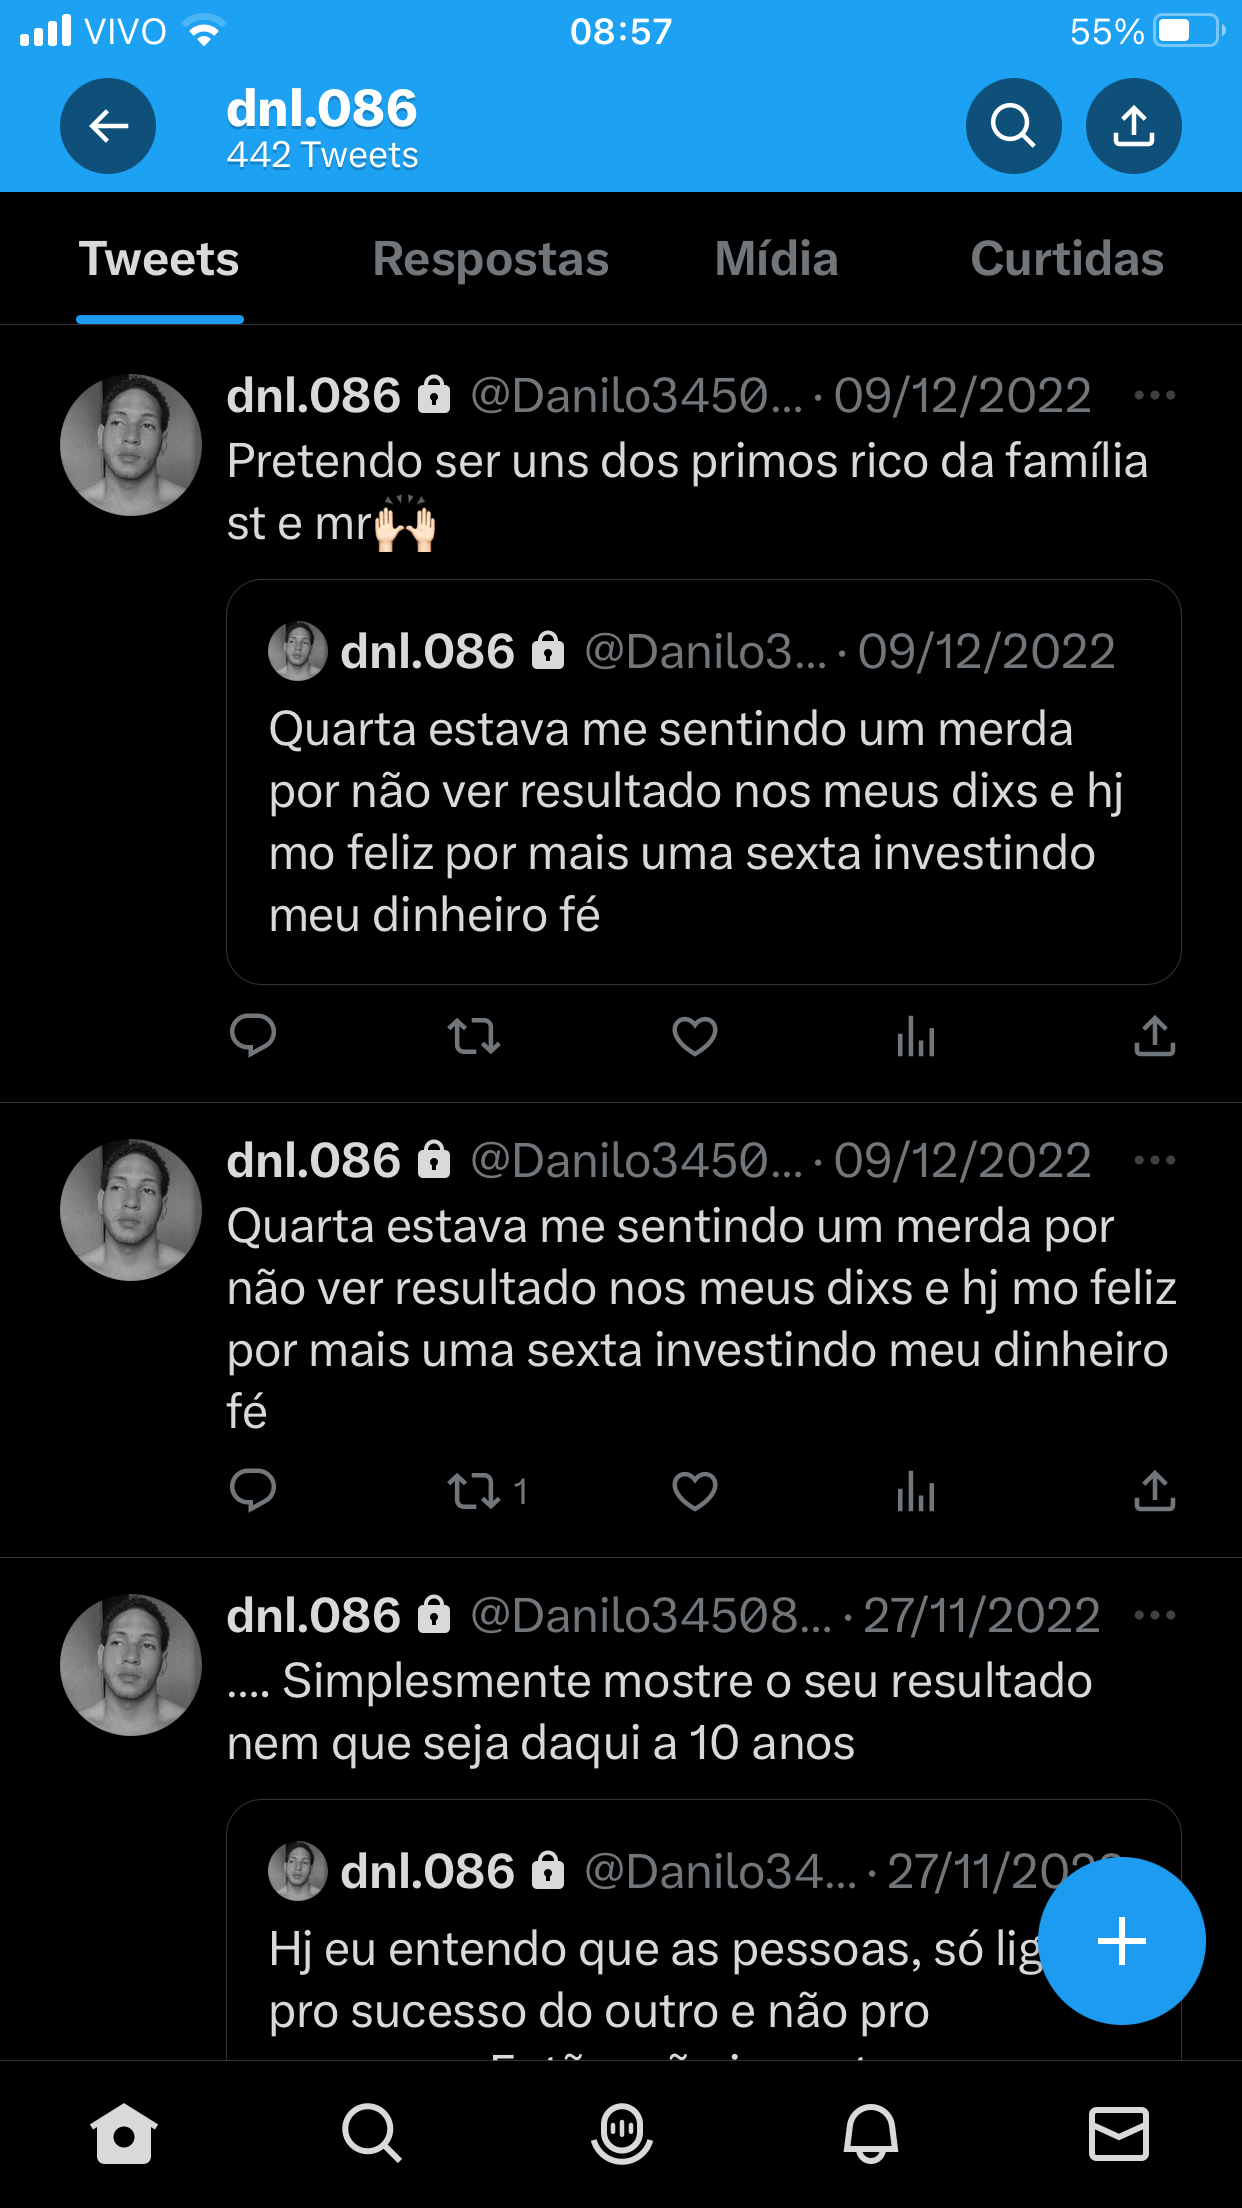 VIVO 08:57 55%
dnl.086
442 Tweets
Tweets Respostas Mídia Curtidas
dnl.086 @Danilo3450... · 09/12/2022
Pretendo ser uns dos primos rico da família
st e mr🙌🏻
dnl.086 @Danilo3... · 09/12/2022
Quarta estava me sentindo um merda
por não ver resultado nos meus dixs e hj
mo feliz por mais uma sexta investindo
meu dinheiro fé
dnl.086 @Danilo3450... · 09/12/2022
Quarta estava me sentindo um merda por
não ver resultado nos meus dixs e hj mo feliz
por mais uma sexta investindo meu dinheiro
fé
1
dnl.086 @Danilo34508... · 27/11/2022
.... Simplesmente mostre o seu resultado
nem que seja daqui a 10 anos
dnl.086 @Danilo34... · 27/11/202
Hj eu entendo que as pessoas, só lig
pro sucesso do outro e não pro